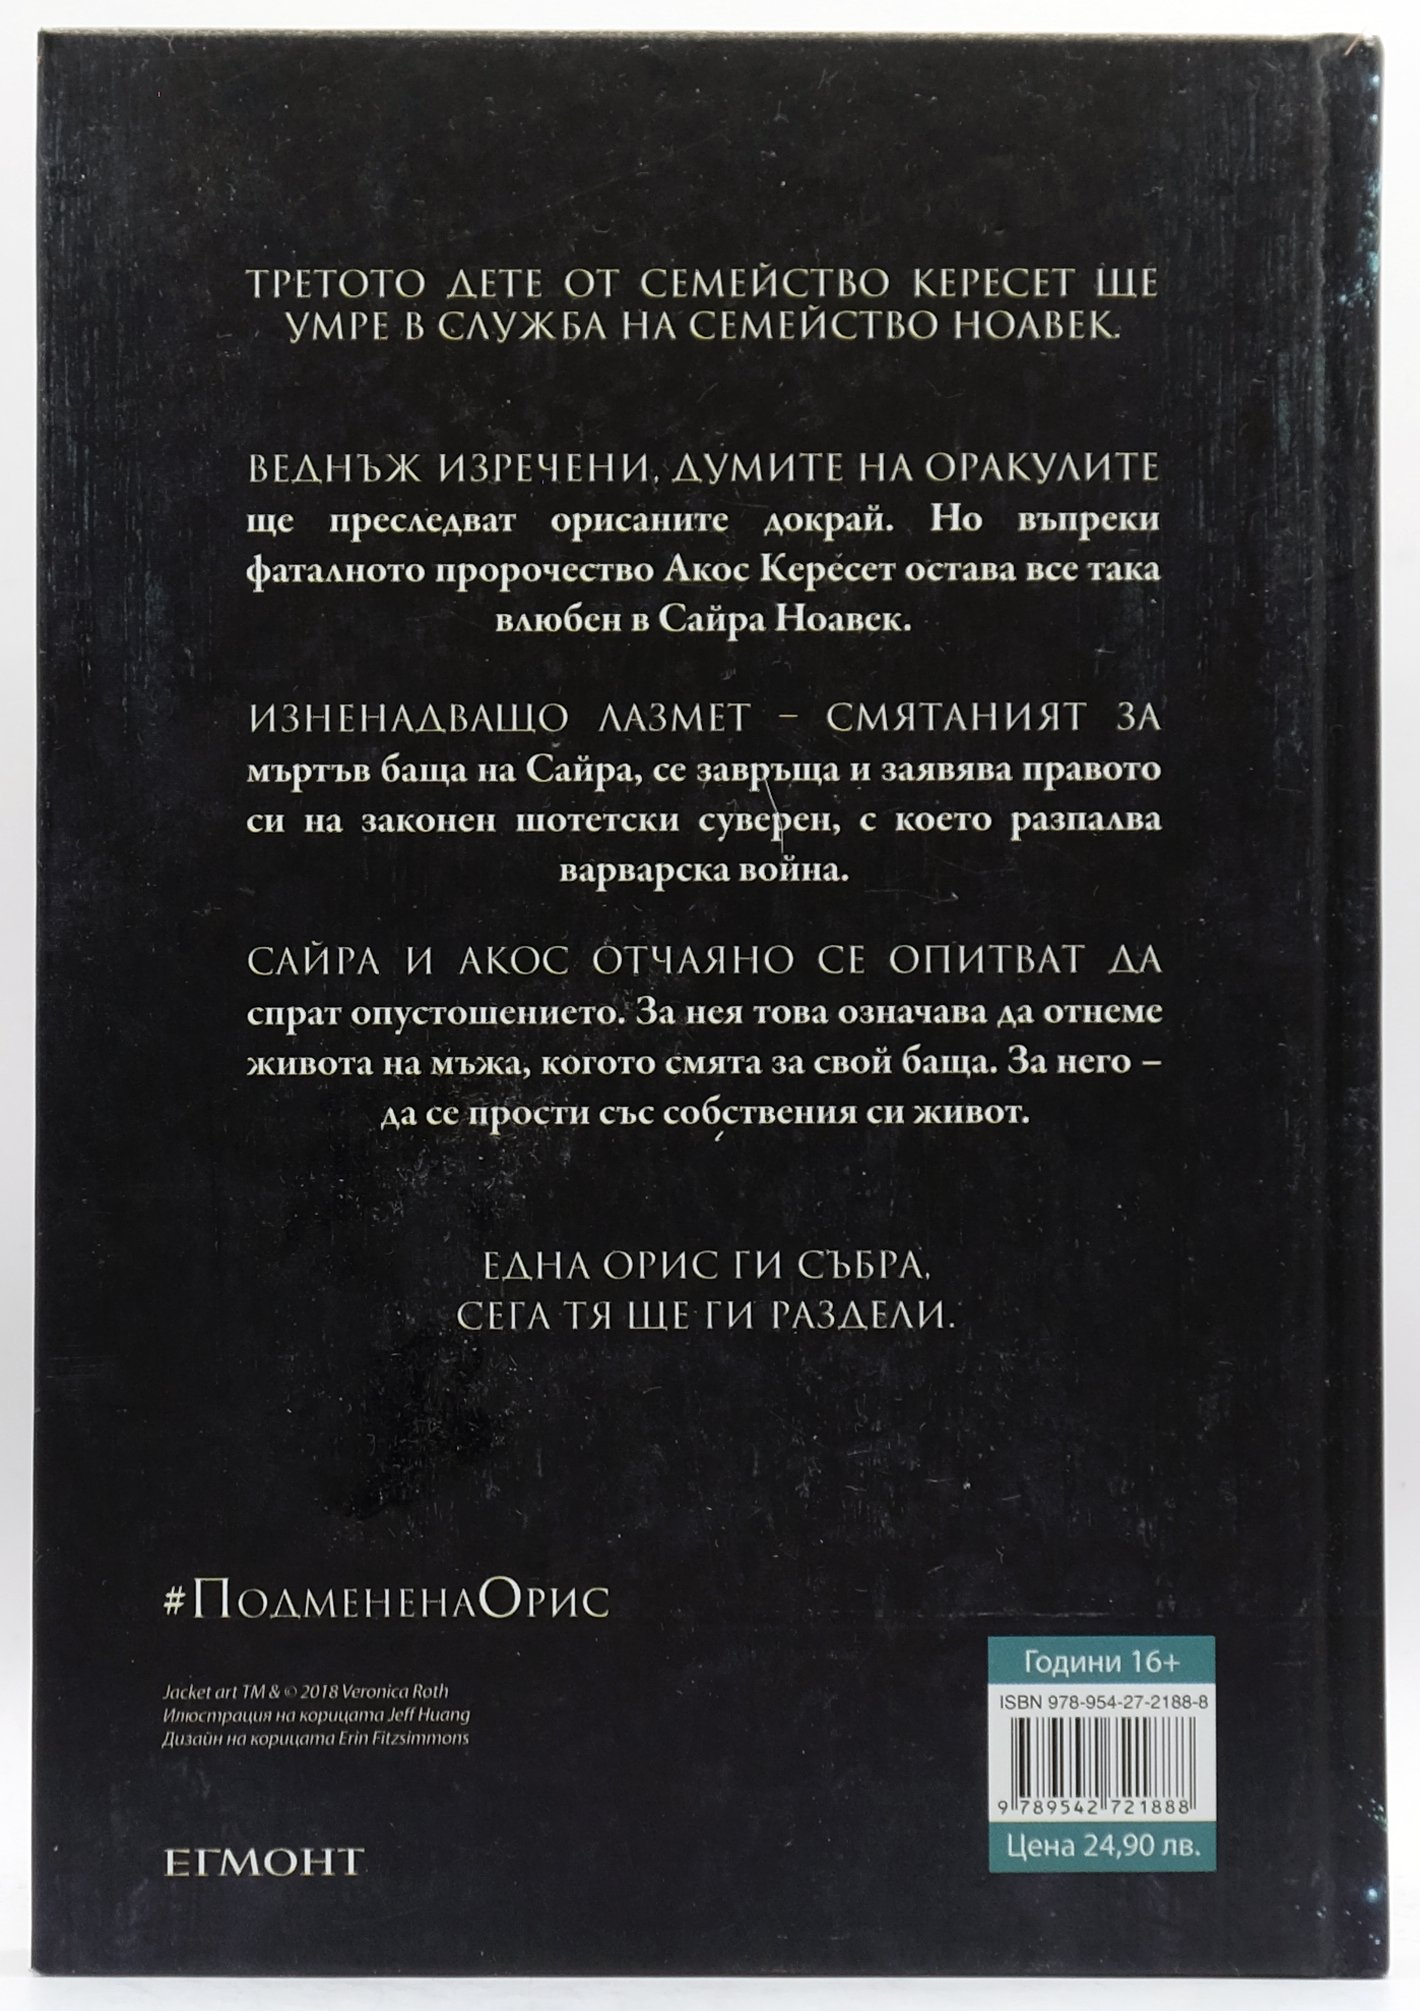 ТРЕТОТО ДЕТЕ ОТ СЕМЕЙСТВО КЕРЕСЕТ ЩЕ
УМРЕ В СЛУЖБА НА СЕМЕЙСТВО НОАВЕК.
ВЕДНЪЖ ИЗРЕЧЕНИ, ДУМИТЕ НА ОРАКУЛИТЕ
ще преследват орисаните докрай. Но въпреки
фаталното пророчество Акос Кересет остава все така
влюбен в Сайра Ноавек.
ИЗНЕНАДВАЩО ЛАЗМЕТ – СМЯТАНИЯТ ЗА
мъртъв баща на Сайра, се завръща и заявява правото
си на законен шотетски суверен, с което разпалва
варварска война.
САЙРА И АКОС ОТЧАЯНО СЕ ОПИТВАТ ДА
спрат опустошението. За нея това означава да отнеме
живота на мъжа, когото смята за свой баща. За него –
да се прости със собствения си живот.
ЕДНА ОРИС ГИ СЪБРА,
СЕГА ТЯ ЩЕ ГИ РАЗДЕЛИ.
#ПОДМЕНЕНАОРИС
Jacket art TM & © 2018 Veronica Roth
Илюстрация на корицата Jeff Huang
Дизайн на корицата Erin Fitzsimmons
ЕГМОНТ
Години 16+
ISBN 978-954-27-2188-8
9 789542 721888
Цена 24,90 лв.